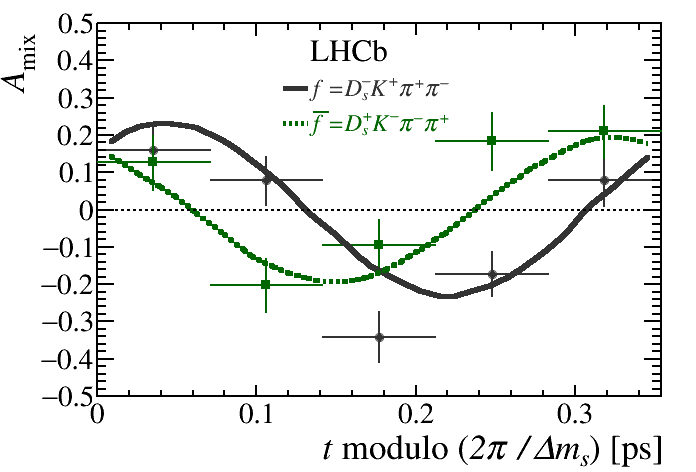 A_mix
0.5
0.4
0.3
0.2
0.1
0
−0.1
−0.2
−0.3
−0.4
−0.5
LHCb
f =D_s^−K^+π^+π^−
f̅ =D_s^+K^−π^−π^+
0 0.1 0.2 0.3
t modulo (2π /Δm_s) [ps]